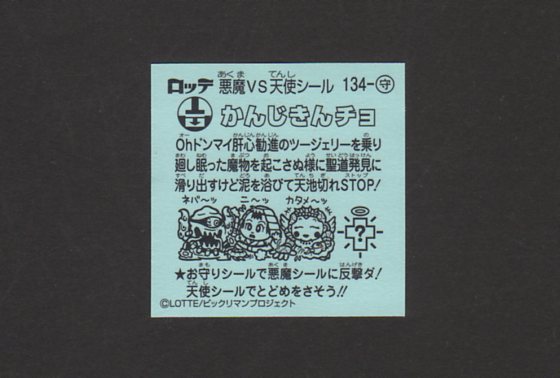 ロッテ 悪魔VS天使シール 134-守
かんじきんチョ
Ohドンマイ肝心勧進のツージェリーを乗り
廻し眠った魔物を起こさぬ様に聖道発見に
滑り出すけど泥を浴びて天池切れSTOP!
ネバ〜ッ ニ〜ッ カタメ〜ッ
?
★お守りシールで悪魔シールに反撃ダ!
天使シールでとどめをさそう!!
©LOTTE/ビックリマンプロジェクト